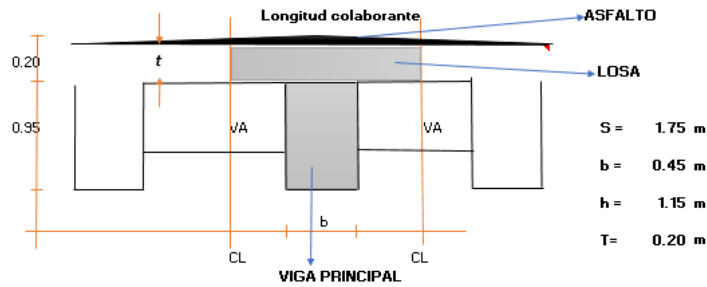 Longitud colaborante
ASFALTO
0.20
t
LOSA
0.95
VA
VA
S = 1.75 m
b = 0.45 m
h = 1.15 m
T= 0.20 m
b
CL
CL
VIGA PRINCIPAL